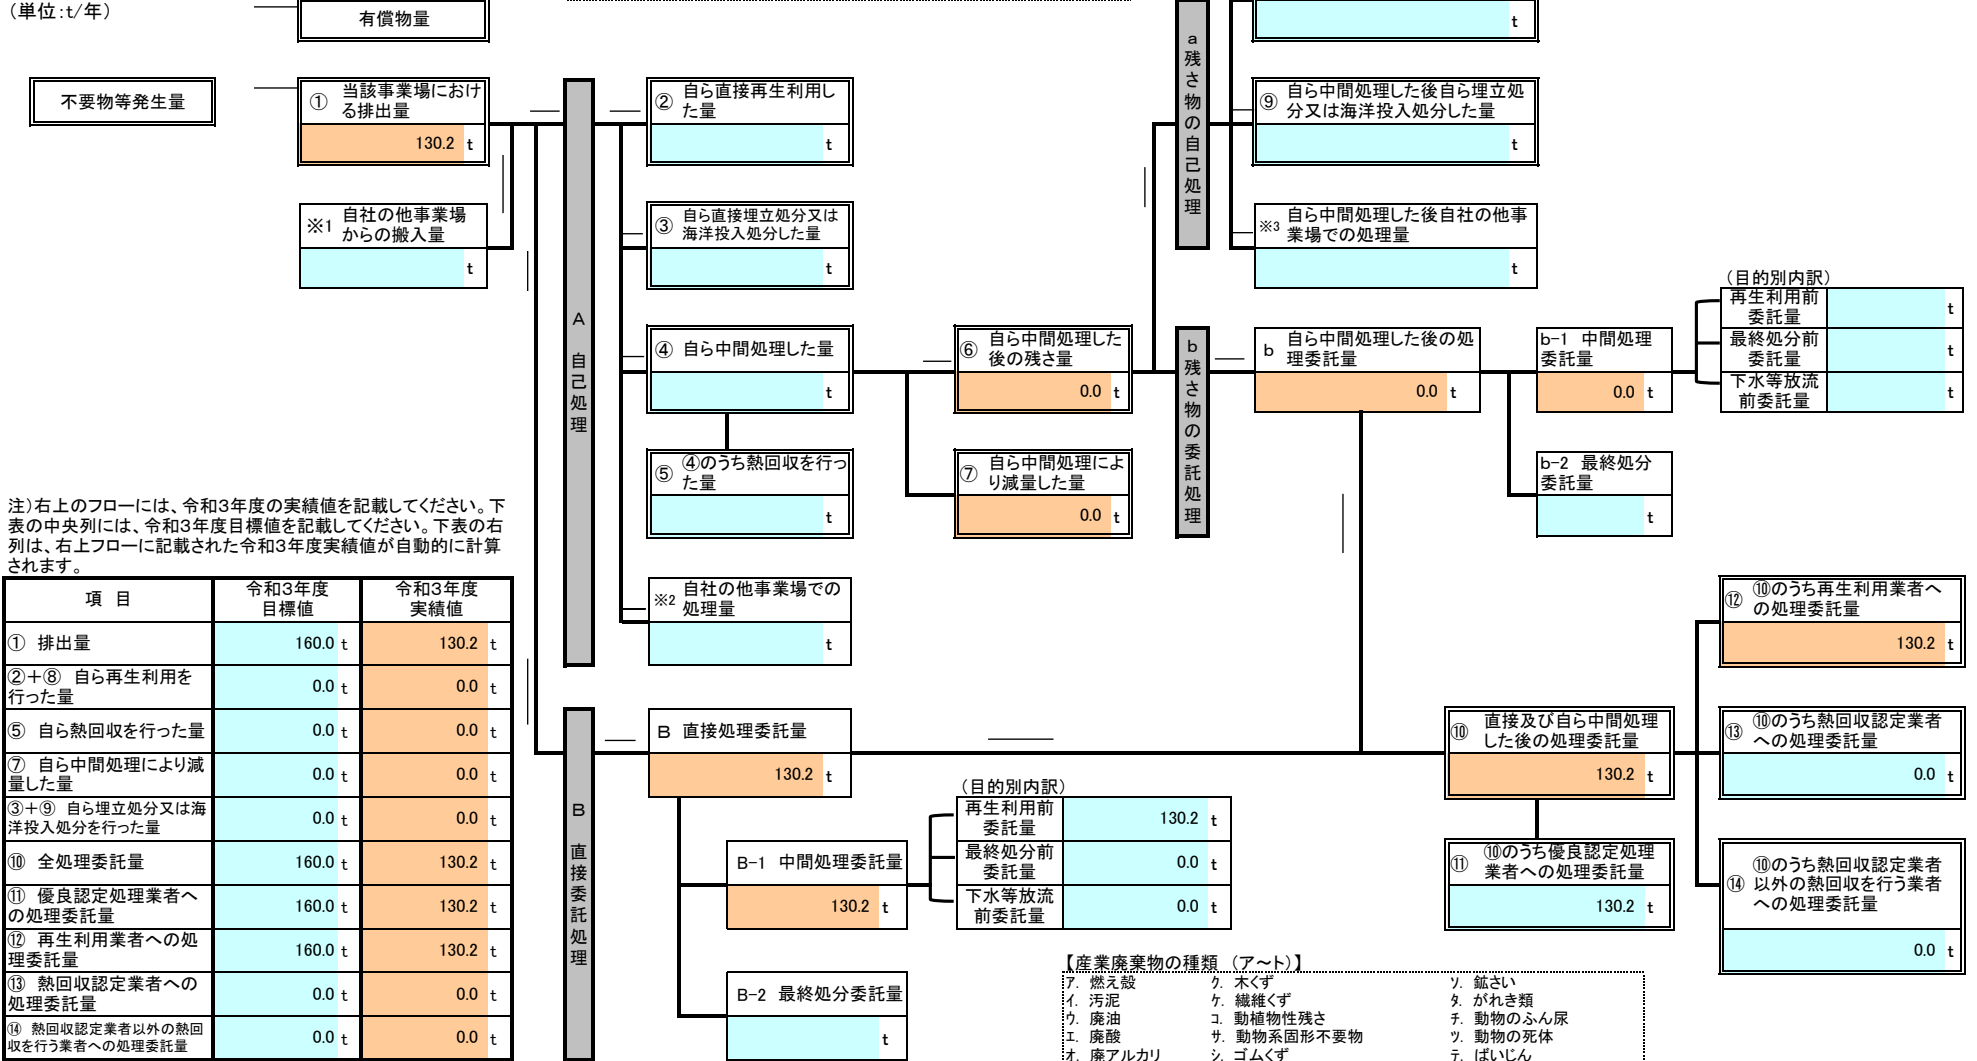 （単位:t/年）
有償物量
t
不要物等発生量
① 当該事業場におけ
る排出量
130.2 t
※1 自社の他事業場
からの搬入量
t
A 自己処理
② 自ら直接再生利用し
た量
t
③ 自ら直接埋立処分又は
海洋投入処分した量
t
④ 自ら中間処理した量
t
⑤ ④のうち熱回収を行っ
た量
t
※2 自社の他事業場での
処理量
t
⑥ 自ら中間処理した
後の残さ量
0.0 t
⑦ 自ら中間処理によ
り減量した量
0.0 t
a 残さ物の自己処理
⑨ 自ら中間処理した後自ら埋立処
分又は海洋投入処分した量
t
※3 自ら中間処理した後自社の他事
業場での処理量
t
b 残さ物の委託処理
b 自ら中間処理した後の処
理委託量
0.0 t
b-1 中間処理
委託量
0.0 t
b-2 最終処分
委託量
t
（目的別内訳）
再生利用前
委託量
t
最終処分前
委託量
t
下水等放流
前委託量
t
注）右上のフローには、令和3年度の実績値を記載してください。下
表の中央列には、令和3年度目標値を記載してください。下表の右
列は、右上フローに記載された令和3年度実績値が自動的に計算
されます。
項 目
令和3年度
目標値
令和3年度
実績値
① 排出量 160.0 t 130.2 t
②＋⑧ 自ら再生利用を
行った量
0.0 t 0.0 t
⑤ 自ら熱回収を行った量 0.0 t 0.0 t
⑦ 自ら中間処理により減
量した量
0.0 t 0.0 t
③＋⑨ 自ら埋立処分又は海
洋投入処分を行った量
0.0 t 0.0 t
⑩ 全処理委託量 160.0 t 130.2 t
⑪ 優良認定処理業者へ
の処理委託量
160.0 t 130.2 t
⑫ 再生利用業者への処
理委託量
160.0 t 130.2 t
⑬ 熱回収認定業者への
処理委託量
0.0 t 0.0 t
⑭ 熱回収認定業者以外の熱回
収を行う業者への処理委託量
0.0 t 0.0 t
B 直接委託処理
B 直接処理委託量
130.2 t
B-1 中間処理委託量
130.2 t
B-2 最終処分委託量
t
（目的別内訳）
再生利用前
委託量
130.2 t
最終処分前
委託量
0.0 t
下水等放流
前委託量
0.0 t
⑩ 直接及び自ら中間処理
した後の処理委託量
130.2 t
⑪ ⑩のうち優良認定処理
業者への処理委託量
130.2 t
⑫ ⑩のうち再生利用業者へ
の処理委託量
130.2 t
⑬ ⑩のうち熱回収認定業者
への処理委託量
0.0 t
⑭ ⑩のうち熱回収認定業者
以外の熱回収を行う業者
への処理委託量
0.0 t
【産業廃棄物の種類 （ア～ト）】
ア. 燃え殻 ク. 木くず ソ. 鉱さい
イ. 汚泥 ケ. 繊維くず タ. がれき類
ウ. 廃油 コ. 動植物性残さ チ. 動物のふん尿
エ. 廃酸 サ. 動物系固形不要物 ツ. 動物の死体
オ. 廃アルカリ シ. ゴムくず テ. ばいじん